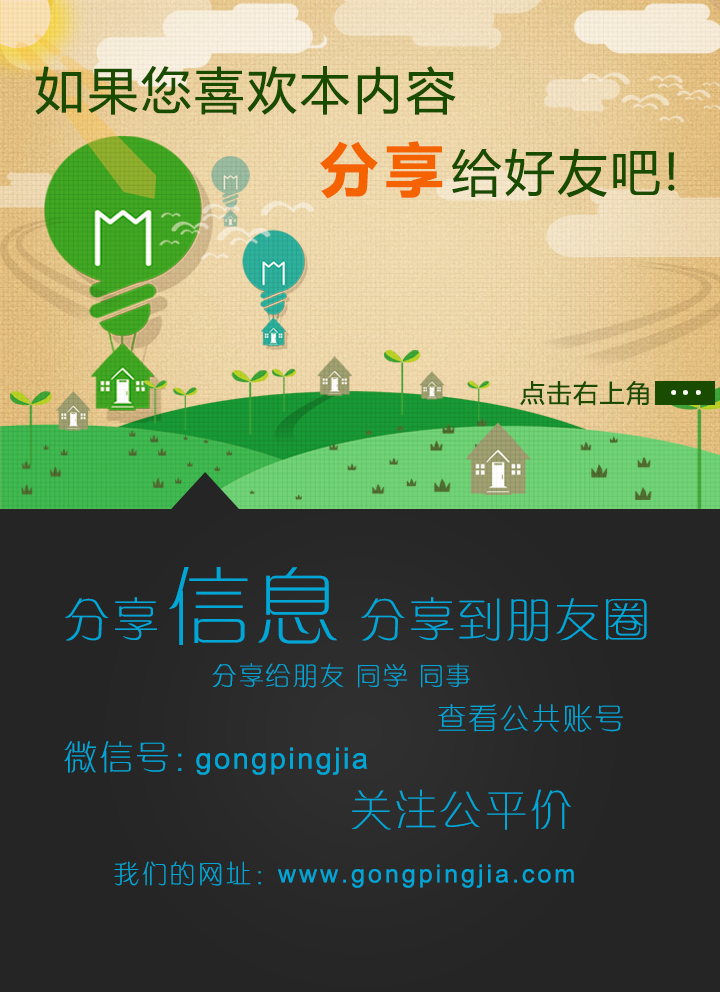 如果您喜欢本内容
分享给好友吧!
点击右上角
分享信息 分享到朋友圈
分享给朋友 同学 同事
查看公共账号
微信号: gongpingjia
关注公平价
我们的网址: www.gongpingjia.com